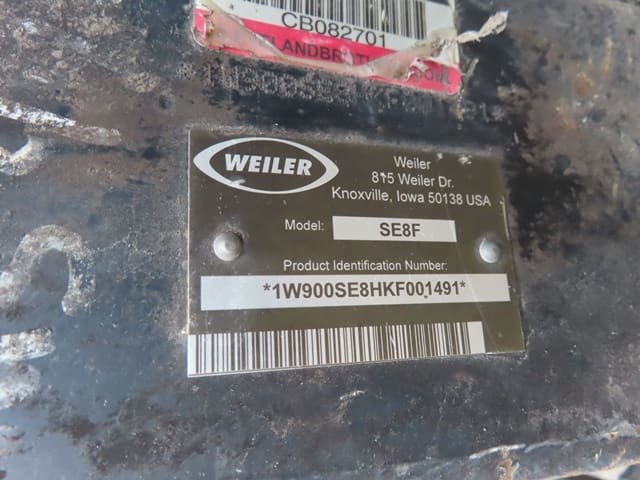 CB082701
WEILER
Weiler
815 Weiler Dr.
Knoxville, Iowa 50138 USA
Model: SE8F
Product Identification Number:
*1W900SE8HKF001491*